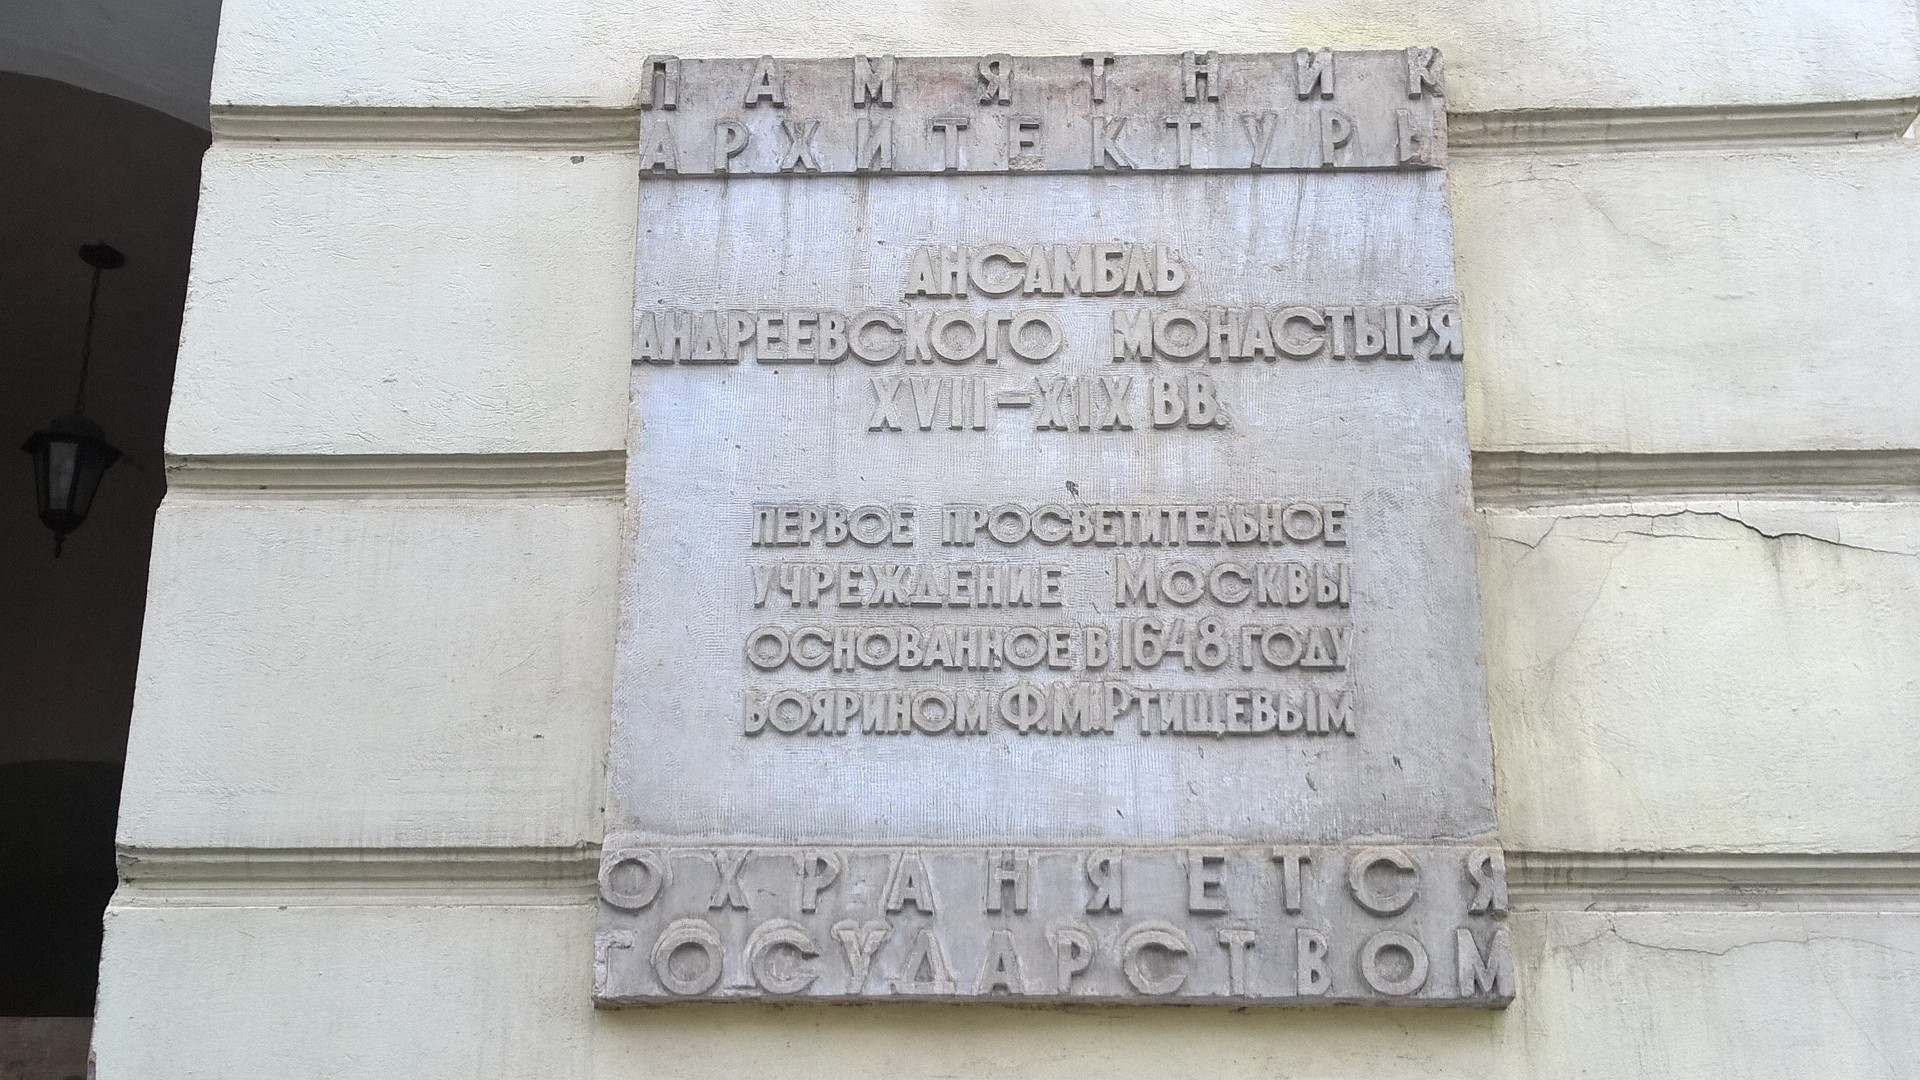 ПАМЯТНИК
АРХИТЕКТУРЫ
АНСАМБЛЬ
АНДРЕЕВСКОГО МОНАСТЫРЯ
XVII–XIX ВВ.
ПЕРВОЕ ПРОСВЕТИТЕЛЬНОЕ
УЧРЕЖДЕНИЕ МОСКВЫ
ОСНОВАННОЕ В 1648 ГОДУ
БОЯРИНОМ Ф.М.РТИЩЕВЫМ
ОХРАНЯЕТСЯ
ГОСУДАРСТВОМ